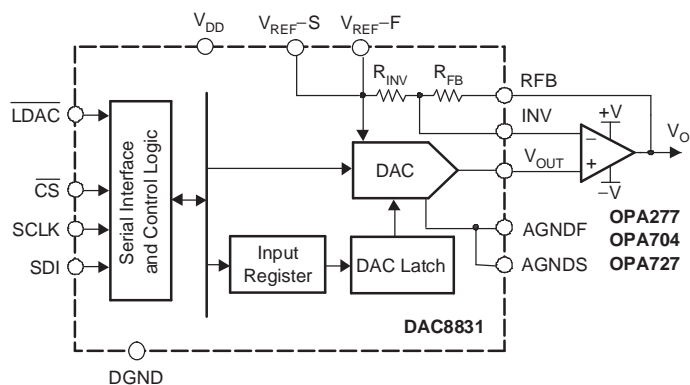 V_DD
V_REF−S
V_REF−F
R_INV
R_FB
RFB
INV
+V
−
+
−V
V_O
V_OUT
LDAC
CS
SCLK
SDI
Serial Interface
and Control Logic
DAC
Input
Register
DAC Latch
AGNDF
AGNDS
OPA277
OPA704
OPA727
DAC8831
DGND